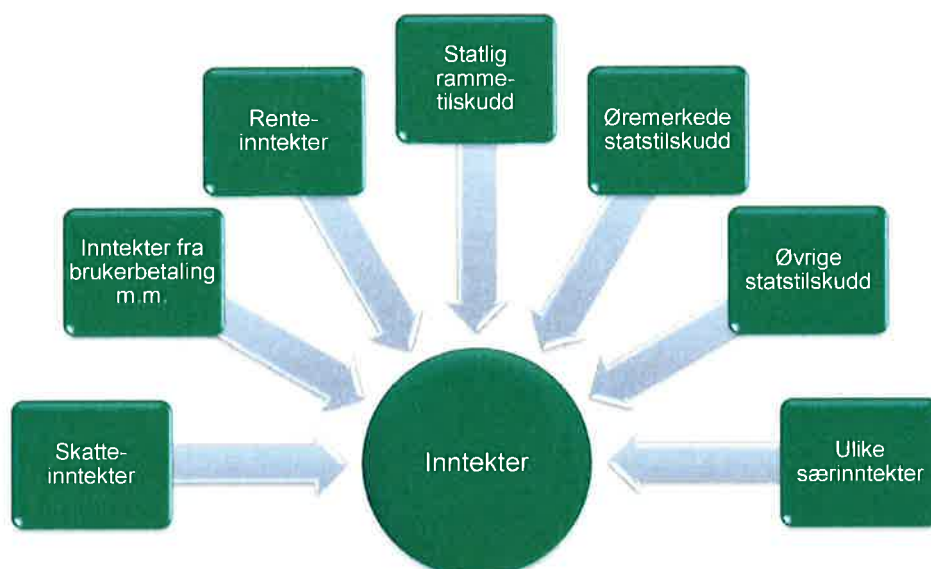 Statlig
ramme-
tilskudd
Rente-
inntekter
Øremerkede
statstilskudd
Inntekter fra
brukerbetaling
m.m.
Øvrige
statstilskudd
Skatte-
inntekter
Inntekter
Ulike
særinntekter